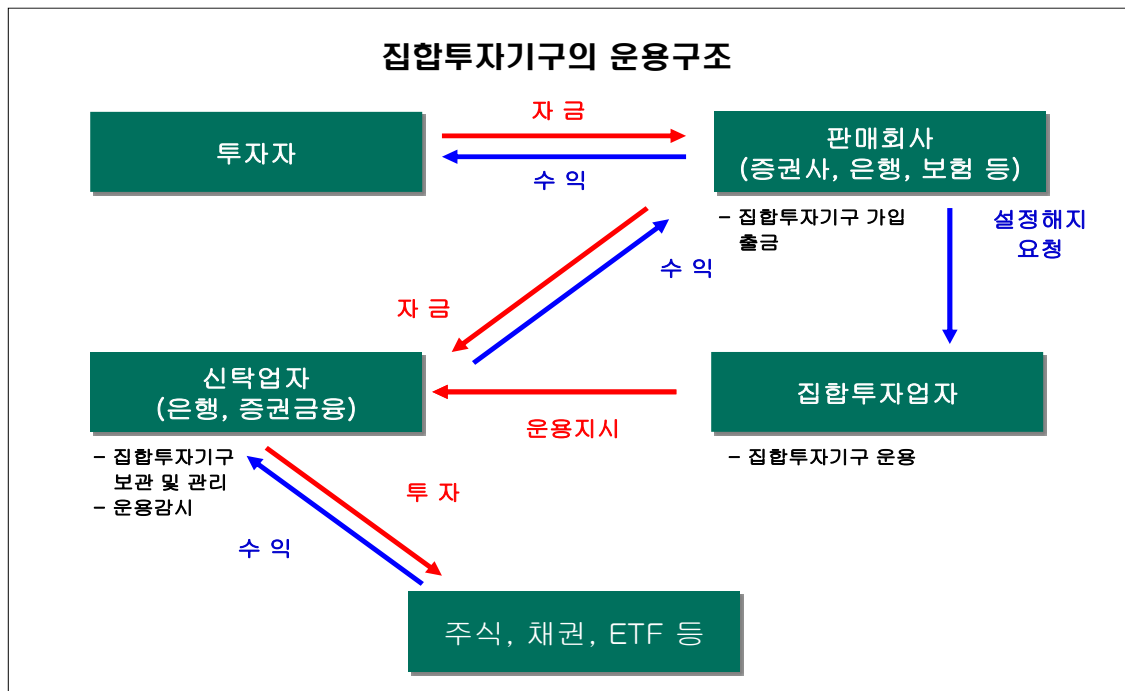 집합투자기구의 운용구조
자 금
투자자
판매회사
(증권사, 은행, 보험 등)
수 익
- 집합투자기구 가입
출금
설정해지
요청
수 익
자 금
신탁업자
(은행, 증권금융)
집합투자업자
운용지시
- 집합투자기구
보관 및 관리
- 운용감시
- 집합투자기구 운용
투 자
수 익
주식, 채권, ETF 등